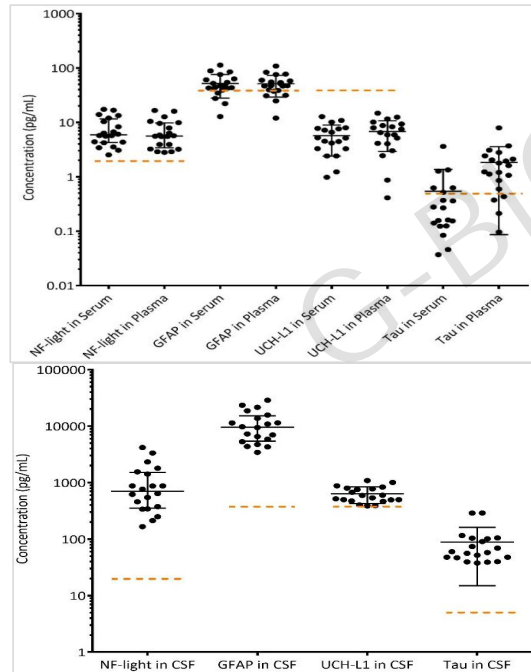 1000
100
10
1
0.1
0.01
Concentration (pg/mL)
NF-light in Serum
NF-light in Plasma
GFAP in Serum
GFAP in Plasma
UCH-L1 in Serum
UCH-L1 in Plasma
Tau in Serum
Tau in Plasma
G-BIO
100000
10000
1000
100
10
1
Concentration (pg/mL)
NF-light in CSF
GFAP in CSF
UCH-L1 in CSF
Tau in CSF